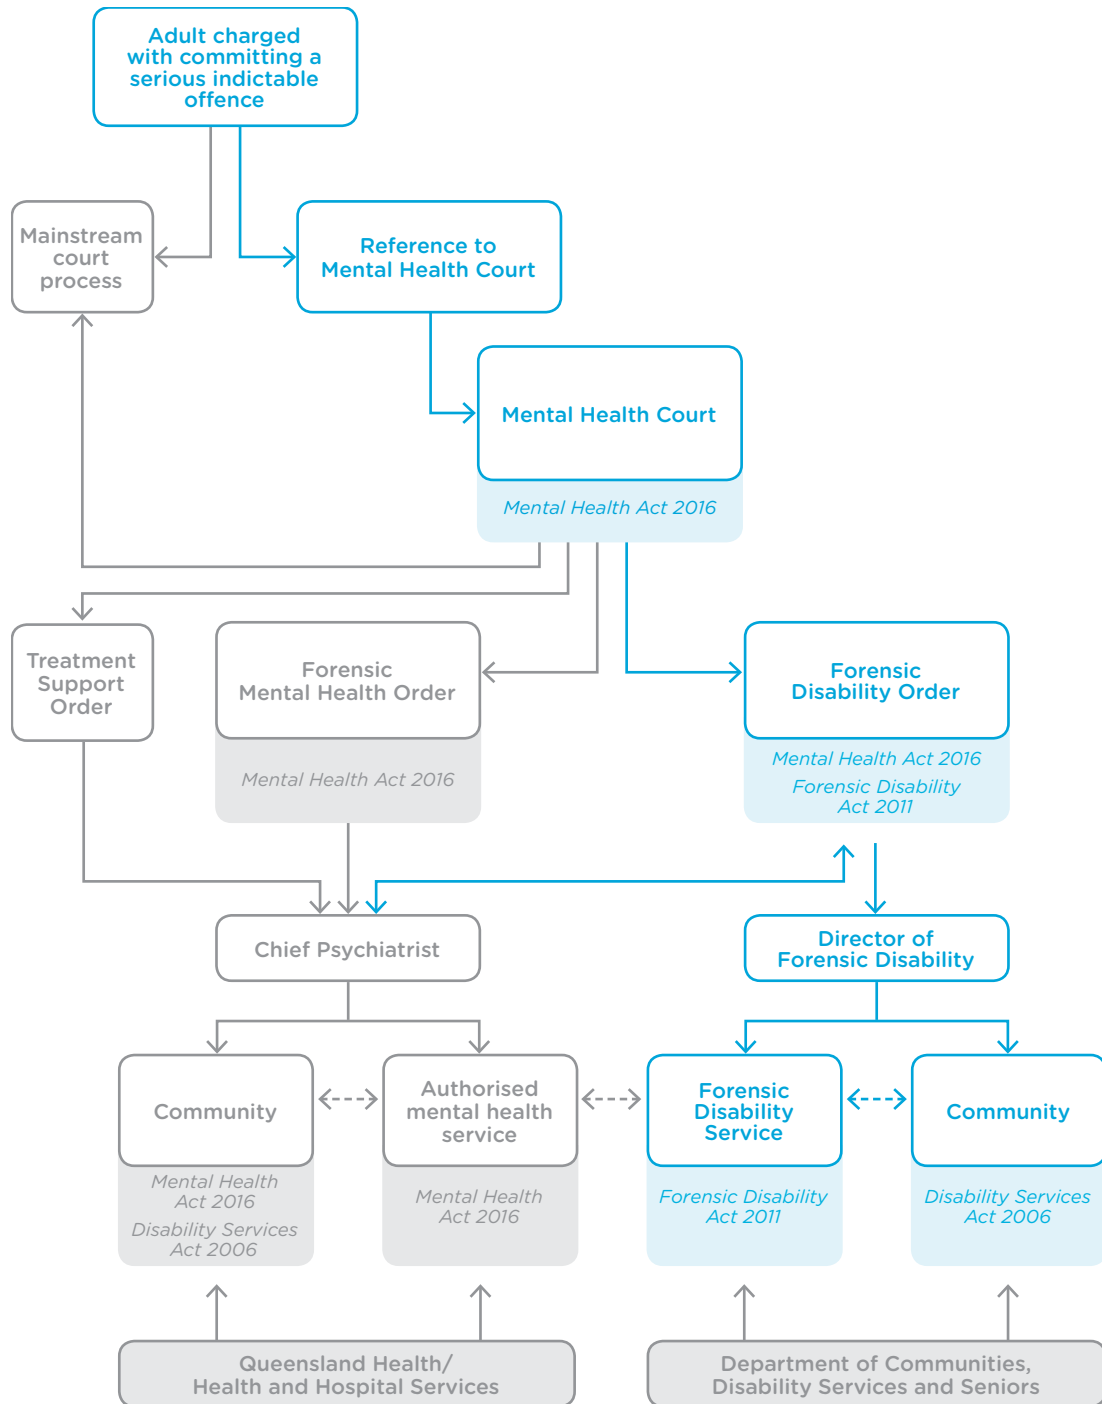 Adult charged
with committing a
serious indictable
offence
Mainstream
court
process
Reference to
Mental Health Court
Mental Health Court
Mental Health Act 2016
Treatment
Support
Order
Forensic
Mental Health Order
Mental Health Act 2016
Forensic
Disability Order
Mental Health Act 2016
Forensic Disability
Act 2011
Chief Psychiatrist
Director of
Forensic Disability
Community
Mental Health
Act 2016
Disability Services
Act 2006
Authorised
mental health
service
Mental Health
Act 2016
Forensic
Disability
Service
Forensic Disability
Act 2011
Community
Disability Services
Act 2006
Queensland Health/
Health and Hospital Services
Department of Communities,
Disability Services and Seniors